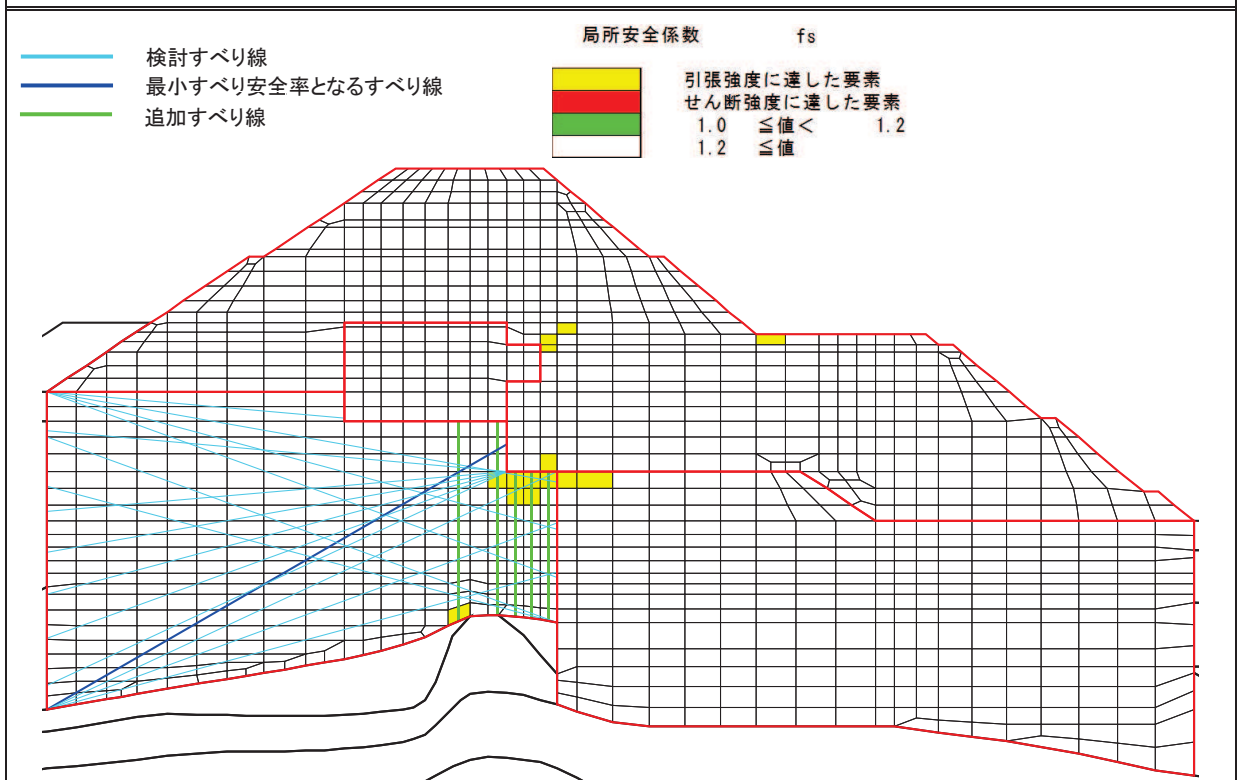 検討すべり線
最小すべり安全率となるすべり線
追加すべり線
局所安全係数 fs
引張強度に達した要素
せん断強度に達した要素
1.0 ≦値< 1.2
1.2 ≦値